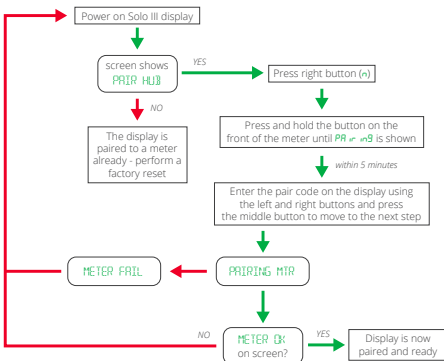 Power on Solo III display
screen shows
PAIR HUB
YES
Press right button (n)
NO
The display is
paired to a meter
already - perform a
factory reset
Press and hold the button on the
front of the meter until PAiring is shown
within 5 minutes
Enter the pair code on the display using
the left and right buttons and press
the middle button to move to the next step
METER FAIL
PAIRING MTR
NO
METER OK
on screen?
YES
Display is now
paired and ready